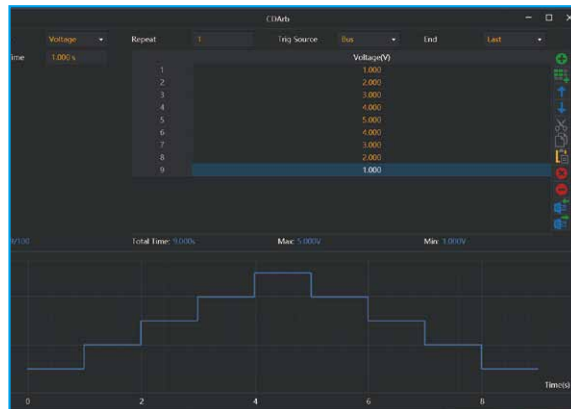 CDArb
Voltage Repeat 1 Trig Source Bus End Last
ime 1.000 s
Voltage(V)
1 1.000
2 2.000
3 3.000
4 4.000
5 5.000
6 4.000
7 3.000
8 2.000
9 1.000
/100 Total Time: 9.000s Max: 5.000V Min: 1.000V
Time(s)
0 2 4 6 8